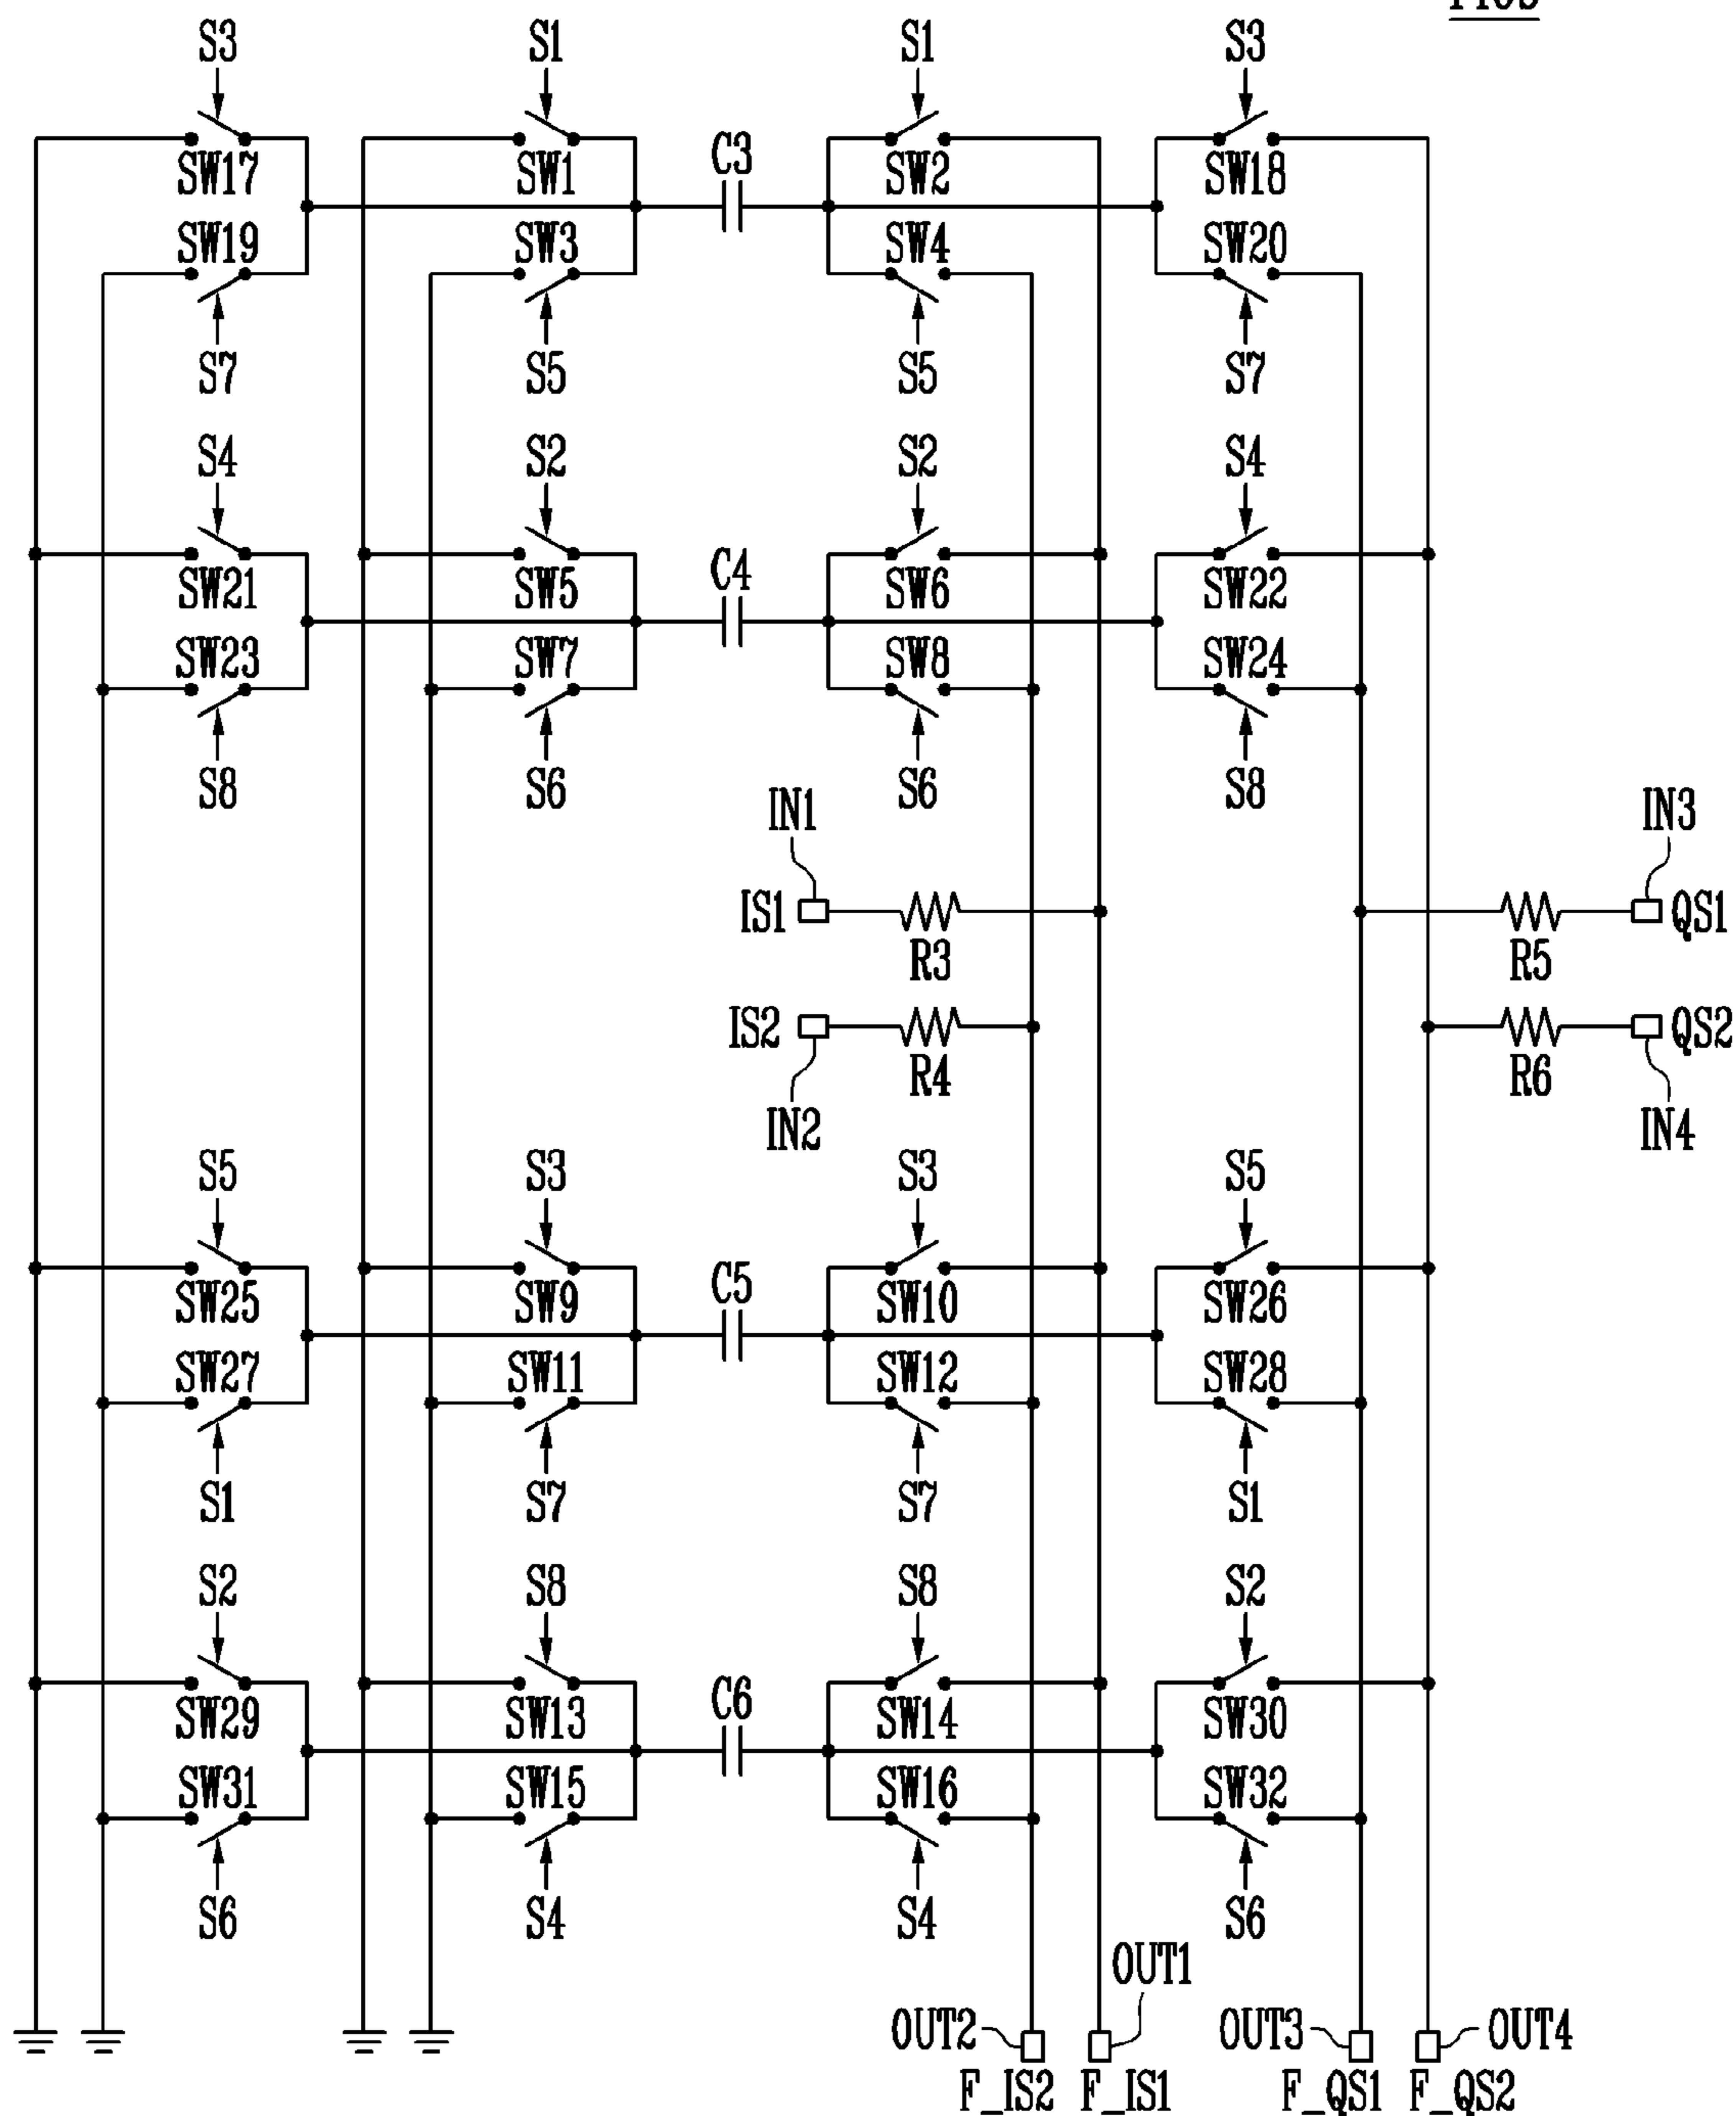 S3 S1 S1 S3
SW17 SW1 C3 SW2 SW18
SW19 SW3 SW4 SW20
S7 S5 S5 S7
S4 S2 S2 S4
SW21 SW5 C4 SW6 SW22
SW23 SW7 SW8 SW24
S8 S6 S6 S8
IN1 IN3
IS1 QS1
R3 R5
IS2 QS2
R4 R6
IN2 IN4
S5 S3 S3 S5
SW25 SW9 C5 SW10 SW26
SW27 SW11 SW12 SW28
S1 S7 S7 S1
S2 S8 S8 S2
SW29 SW13 C6 SW14 SW30
SW31 SW15 SW16 SW32
S6 S4 S4 S6
OUT1
OUT2 OUT3 OUT4
F_IS2 F_IS1 F_QS1 F_QS2